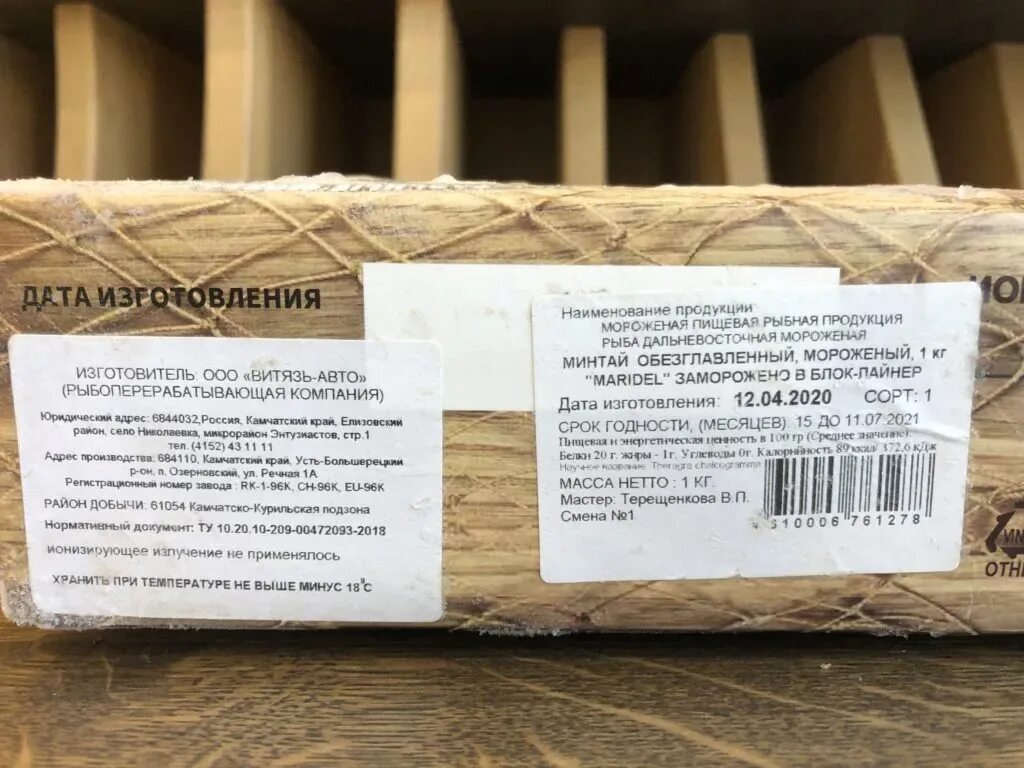 ДАТА ИЗГОТОВЛЕНИЯ
ИЗГОТОВИТЕЛЬ: ООО «ВИТЯЗЬ-АВТО»
(РЫБОПЕРЕРАБАТЫВАЮЩАЯ КОМПАНИЯ)
Юридический адрес: 6844032,Россия, Камчатский край, Елизовский
район, село Николаевка, микрорайон Энтузиастов, стр.1
тел. (4152) 43 11 11
Адрес производства: 684110, Камчатский край, Усть-Большерецкий
р-он, п. Озерновский, ул. Речная 1А
Регистрационный номер завода : RK-1-96K, CH-96K, EU-96K
РАЙОН ДОБЫЧИ: 61054 Камчатско-Курильская подзона
Нормативный документ: ТУ 10.20.10-209-00472093-2018
ионизирующее излучение не применялось
ХРАНИТЬ ПРИ ТЕМПЕРАТУРЕ НЕ ВЫШЕ МИНУС 18°С
Наименование продукции:
МОРОЖЕНАЯ ПИЩЕВАЯ РЫБНАЯ ПРОДУКЦИЯ
РЫБА ДАЛЬНЕВОСТОЧНАЯ МОРОЖЕНАЯ
МИНТАЙ ОБЕЗГЛАВЛЕННЫЙ, МОРОЖЕНЫЙ, 1 кг
"MARIDEL" ЗАМОРОЖЕНО В БЛОК-ЛАЙНЕР
Дата изготовления: 12.04.2020 СОРТ: 1
СРОК ГОДНОСТИ, (МЕСЯЦЕВ): 15 ДО 11.07.2021
Пищевая и энергетическая ценность в 100 гр (Среднее значение)
Белки 20 г. жиры - 1г. Углеводы 0г. Калорийность 89 ккал/ 372,6 кДж
Научное название: Theragra chalcogramma
МАССА НЕТТО : 1 КГ.
Мастер: Терещенкова В.П.
Смена №1
4 610006 761278